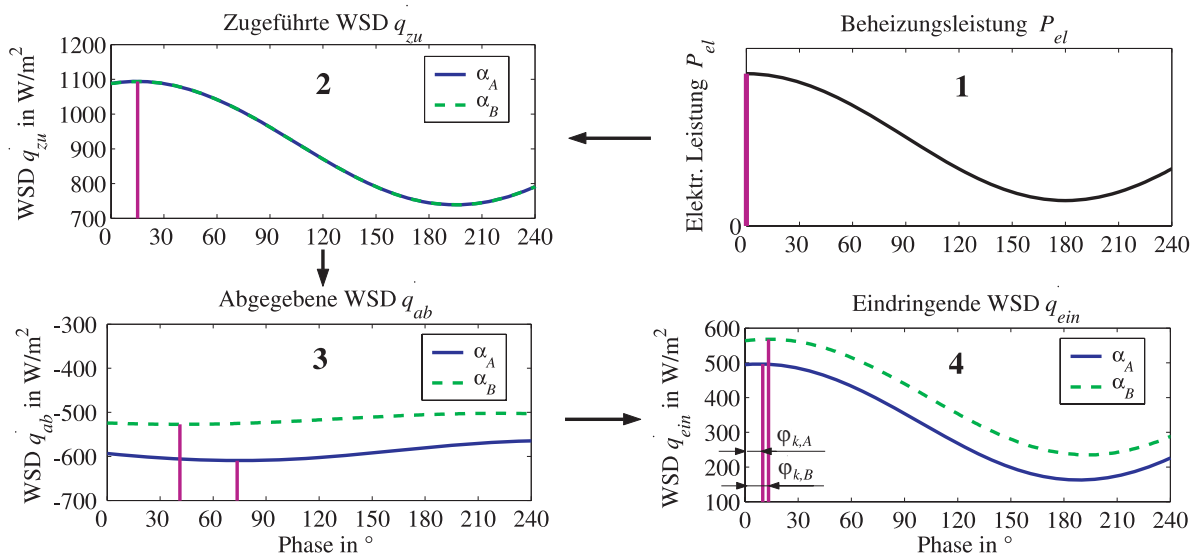 Zugeführte WSD q̇zu
WSD q̇zu in W/m²
1200
1100
1000
900
800
700
2
αA
αB
0 30 60 90 120 150 180 210 240
Beheizungsleistung Pel
Elektr. Leistung Pel
0
1
0 30 60 90 120 150 180 210 240
Abgegebene WSD q̇ab
WSD q̇ab in W/m²
-300
-400
-500
-600
-700
3
αA
αB
0 30 60 90 120 150 180 210 240
Phase in °
Eindringende WSD q̇ein
WSD q̇ein in W/m²
600
500
400
300
200
100
4
αA
αB
φk,A
φk,B
0 30 60 90 120 150 180 210 240
Phase in °